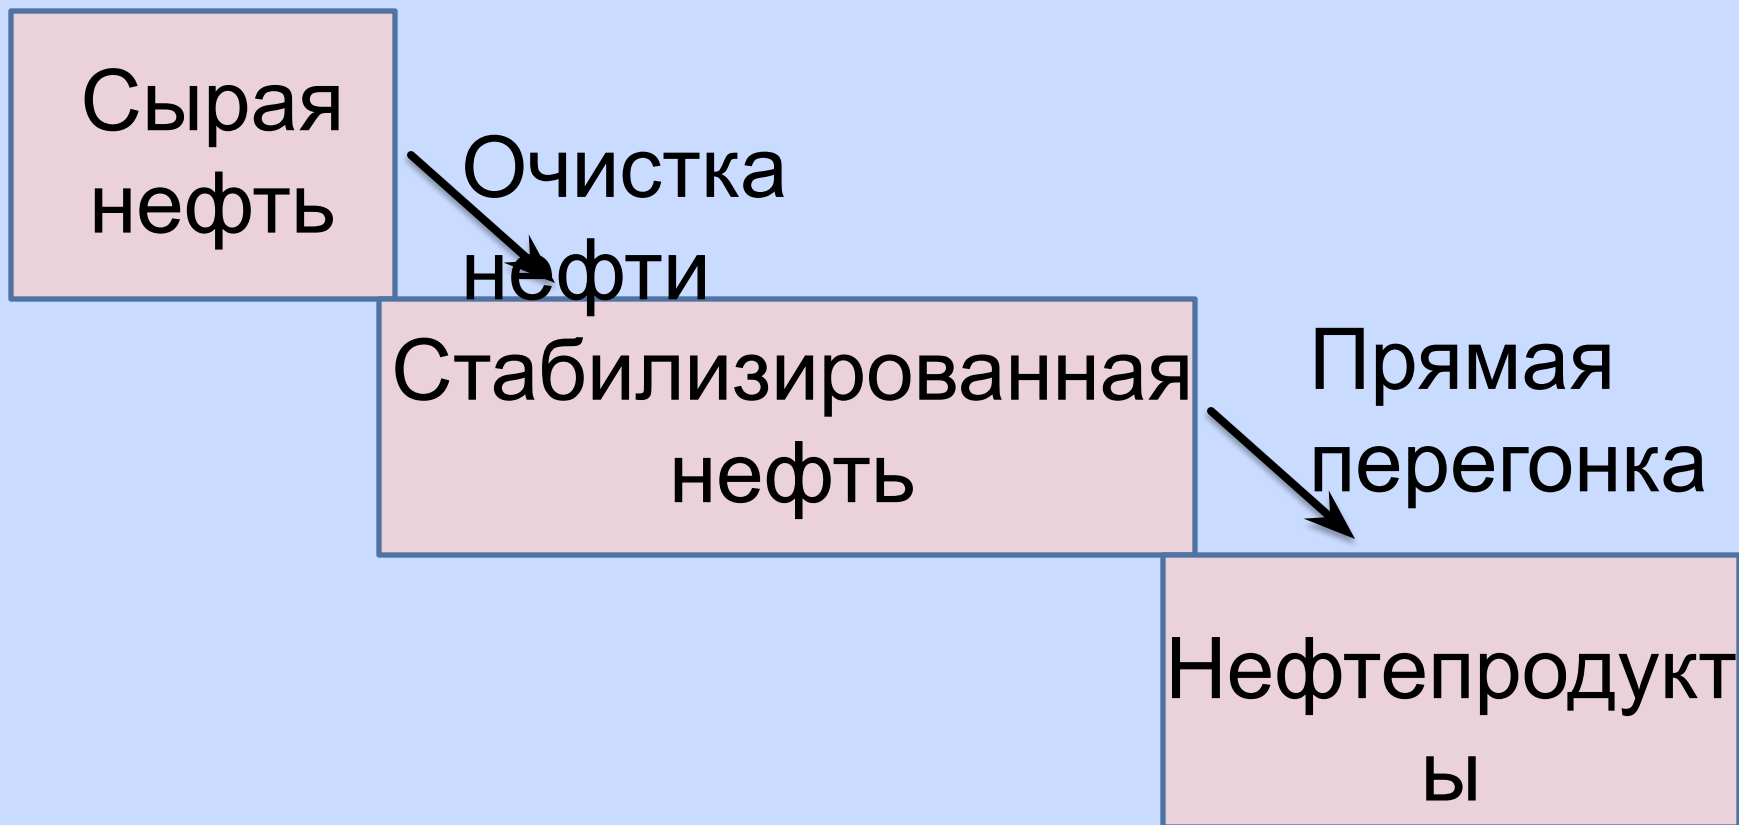 Сырая
нефть
Очистка
нефти
Стабилизированная
нефть
Прямая
перегонка
Нефтепродукт
ы